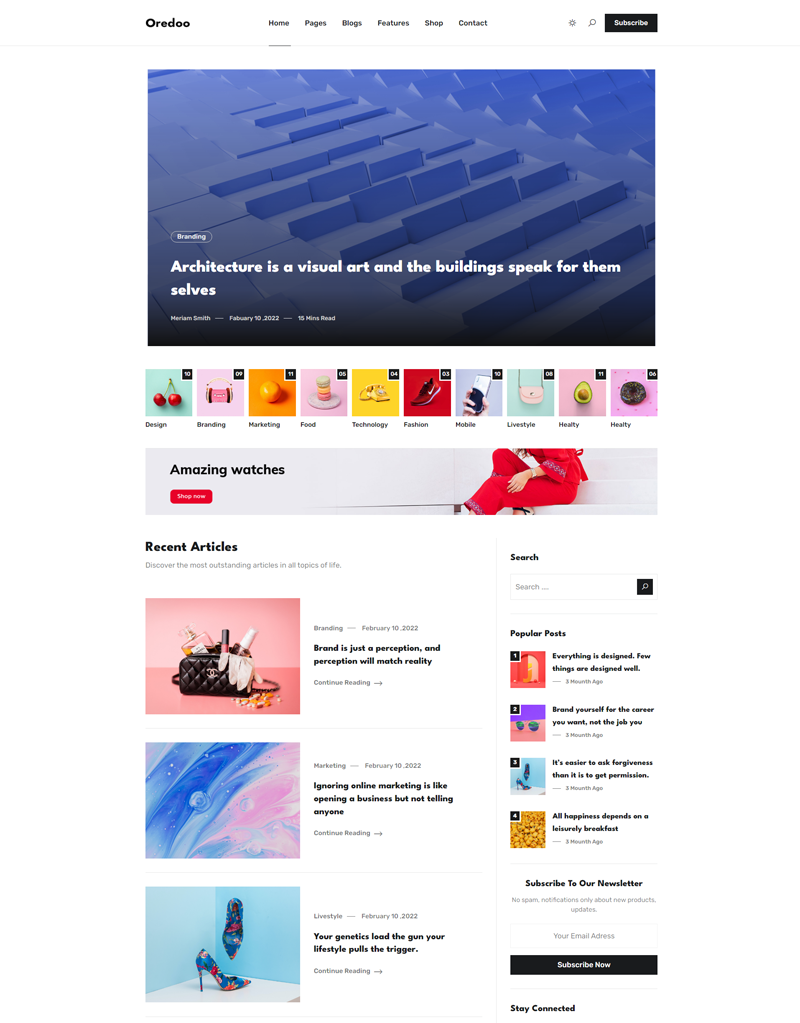 Oredoo
Home Pages Blogs Features Shop Contact
Subscribe
Branding
Architecture is a visual art and the buildings speak for them
selves
Meriam Smith — Fabuary 10 ,2022 — 15 Mins Read
10 09 11 05 04 03 10 08 11 06
Design Branding Marketing Food Technology Fashion Mobile Livestyle Healty Healty
Amazing watches
Shop now
Recent Articles
Discover the most outstanding articles in all topics of life.
Branding — February 10 ,2022
Brand is just a perception, and
perception will match reality
Continue Reading
Marketing — February 10 ,2022
Ignoring online marketing is like
opening a business but not telling
anyone
Continue Reading
Livestyle — February 10 ,2022
Your genetics load the gun your
lifestyle pulls the trigger.
Continue Reading
Search
Search ....
Popular Posts
1
Everything is designed. Few
things are designed well.
— 3 Mounth Ago
2
Brand yourself for the career
you want, not the job you
— 3 Mounth Ago
3
It's easier to ask forgiveness
than it is to get permission.
— 3 Mounth Ago
4
All happiness depends on a
leisurely breakfast
— 3 Mounth Ago
Subscribe To Our Newsletter
No spam, notifications only about new products,
updates.
Your Email Adress
Subscribe Now
Stay Connected